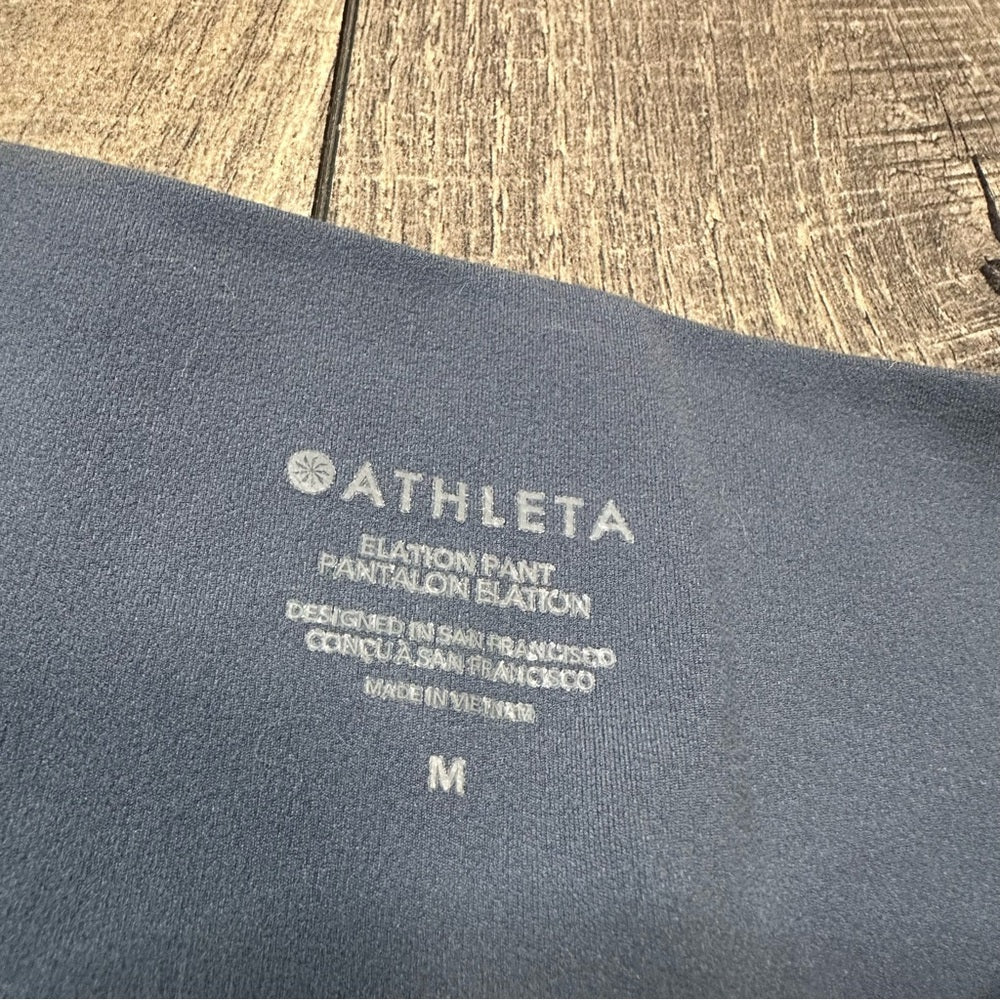 ATHLETA
ELATION PANT
PANTALON ELATION
DESIGNED IN SAN FRANCISCO
CONÇU À SAN FRANCISCO
MADE IN VIETNAM
M